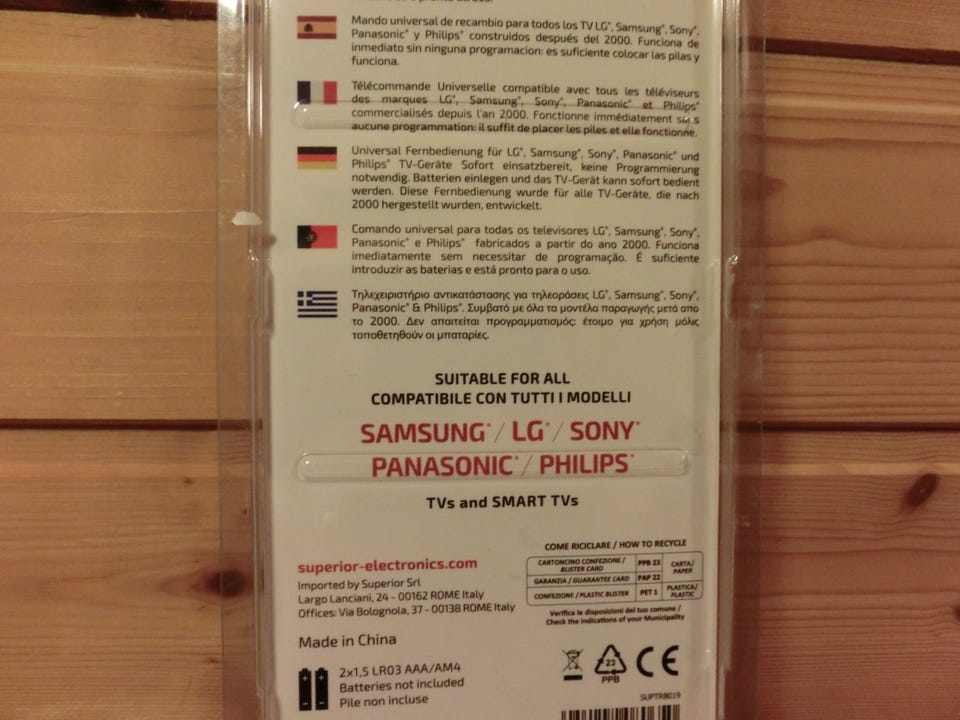 Mando universal de recambio para todos los TV LG®, Samsung®, Sony®,
Panasonic® y Philips® construidos después del 2000. Funciona de
inmediato sin ninguna programacion: es suficiente colocar las pilas y
funciona.
Télécommande Universelle compatible avec tous les téléviseurs
des marques LG®, Samsung®, Sony®, Panasonic® et Philips®
commercialisés depuis l'an 2000. Fonctionne immédiatement sans
aucune programmation: il suffit de placer les piles et elle fonctionne.
Universal Fernbedienung für LG®, Samsung®, Sony®, Panasonic® und
Philips® TV-Geräte Sofort einsatzbereit, keine Programmierung
notwendig. Batterien einlegen und das TV-Gerät kann sofort bedient
werden. Diese Fernbedienung wurde für alle TV-Geräte, die nach
2000 hergestellt wurden, entwickelt.
Comando universal para todas os televisores LG®, Samsung®, Sony®,
Panasonic® e Philips® fabricados a partir do ano 2000. Funciona
imediatamente sem necessitar de programação. É suficiente
introduzir as baterias e está pronto para o uso.
Τηλεχειριστήριο αντικατάστασης για τηλεοράσεις LG®, Samsung®, Sony®,
Panasonic® & Philips®. Συμβατό με όλα τα μοντέλα παραγωγής μετά απο
το 2000. Δεν απαιτείται προγραμματισμός: έτοιμο για χρήση μόλις
τοποθετηθούν οι μπαταρίες.
SUITABLE FOR ALL
COMPATIBILE CON TUTTI I MODELLI
SAMSUNG® / LG® / SONY®
PANASONIC® / PHILIPS®
TVs and SMART TVs
COME RICICLARE / HOW TO RECYCLE
CARTONCINO CONFEZIONE / BLISTER CARD PPB 23 CARTA/ PAPER
GARANZIA / GUARANTEE CARD PAP 22
CONFEZIONE / PLASTIC BLISTER PET 1 PLASTICA/ PLASTIC
Verifica le disposizioni del tuo comune /
Check the indications of your Municipality
superior-electronics.com
Imported by Superior Srl
Largo Lanciani, 24 - 00162 ROME Italy
Offices: Via Bolognola, 37 - 00138 ROME Italy
Made in China
2x1,5 LR03 AAA/AM4
Batteries not included
Pile non incluse
23
PPB
CE
SUPTRB019